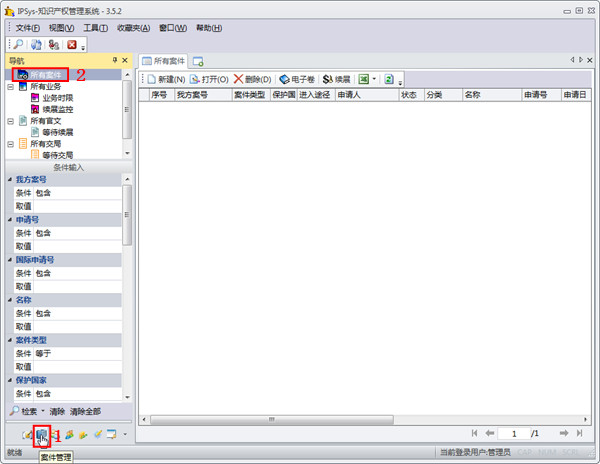 IPSys-知识产权管理系统 - 3.5.2
文件(F) 视图(V) 工具(T) 收藏夹(A) 窗口(W) 帮助(H)
导航
所有案件 2
所有业务
业务时限
续展监控
所有官文
等待续展
所有交局
等待交局
条件输入
我方案号
条件 包含
取值
申请号
条件 包含
取值
国际申请号
条件 包含
取值
名称
条件 包含
取值
案件类型
条件 等于
取值
保护国家
条件 包含
检索 清除 清除全部
1
案件管理
所有案件
新建(N) 打开(O) 删除(D) 电子卷 续展
序号 我方案号 案件类型 保护国 进入途径 申请人 状态 分类 名称 申请号 申请日
1 /1
就绪 当前登录用户:管理员 CAP NUM SCRL